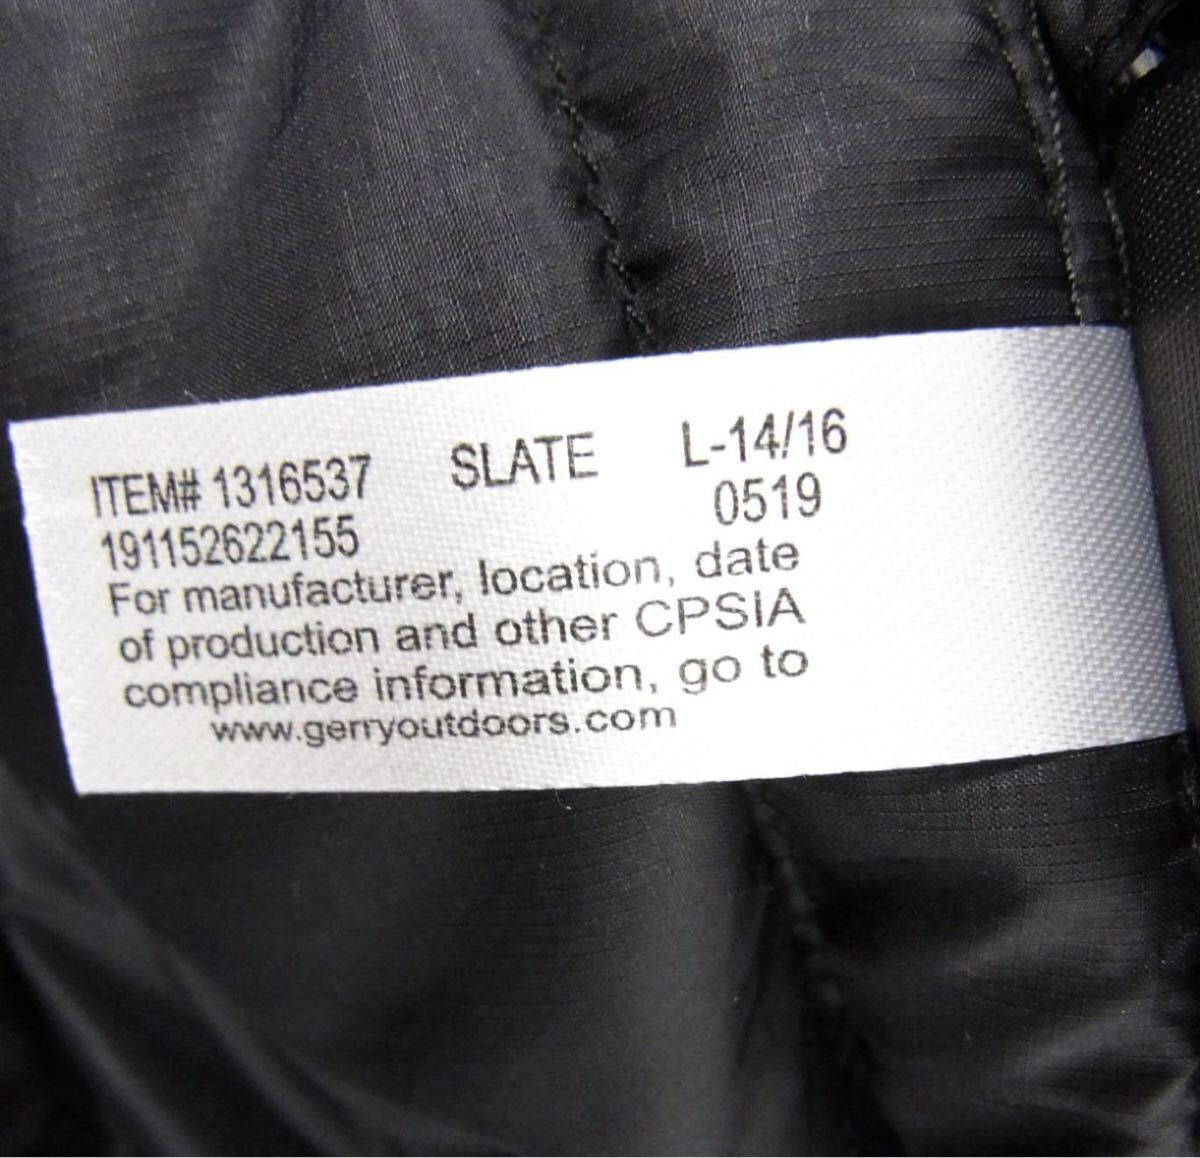 ITEM# 1316537 SLATE L-14/16
191152622155 0519
For manufacturer, location, date
of production and other CPSIA
compliance information, go to
www.gerryoutdoors.com